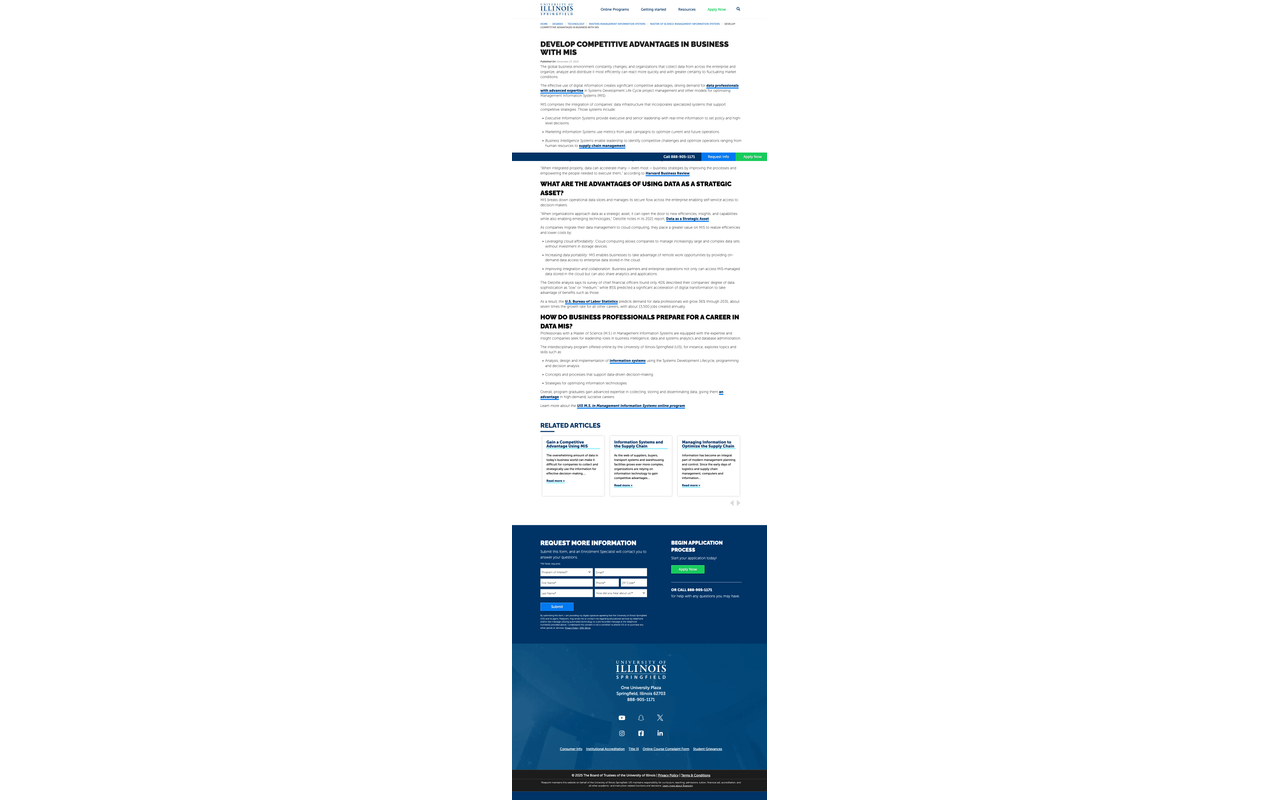 UNIVERSITY OF
ILLINOIS
SPRINGFIELD
Online Programs Getting started Resources Apply Now
DEVELOP COMPETITIVE ADVANTAGES IN BUSINESS
WITH MIS
The global business environment constantly changes, and organizations that collect data from across the enterprise and
organize, analyze and distribute it most efficiently can react more quickly and with greater certainty to fluctuating market
conditions.
The effective use of digital information creates significant competitive advantages, driving demand for data professionals
with advanced expertise in Systems Development Life Cycle project management and other models for optimizing
Management Information Systems (MIS).
MIS comprises the integration of companies' data infrastructure that incorporates specialized systems that support
competitive strategies. Those systems include:
Executive Information Systems provide executive and senior leadership with real-time information to set policy and high-
level decisions.
Marketing Information Systems use metrics from past campaigns to optimize current and future operations.
Business Intelligence Systems enable leadership to identify competitive challenges and optimize operations ranging from
human resources to supply chain management.
Call 888-905-1171 Request Info Apply Now
"When integrated properly, data can accelerate many — even most — business strategies by improving the processes and
empowering the people needed to execute them," according to Harvard Business Review.
WHAT ARE THE ADVANTAGES OF USING DATA AS A STRATEGIC
ASSET?
MIS breaks down operational data siloes and manages its secure flow across the enterprise enabling self-service access to
decision-makers.
"When organizations approach data as a strategic asset, it can open the door to new efficiencies, insights, and capabilities
while also enabling emerging technologies," Deloitte notes in its 2021 report, Data as a Strategic Asset.
As companies migrate their data management to cloud computing, they place a greater value on MIS to realize efficiencies
and lower costs by:
Leveraging cloud affordability: Cloud computing allows companies to manage increasingly large and complex data sets
without investment in storage devices.
Increasing data portability: MIS enables businesses to take advantage of remote work opportunities by providing on-
demand data access to enterprise data stored in the cloud.
Improving integration and collaboration: Business partners and enterprise operations not only can access MIS-managed
data stored in the cloud but can also share analytics and applications.
The Deloitte analysis says its survey of chief financial officers found only 60% described their companies' degree of data
sophistication as "low" or "medium," while 95% predicted a significant acceleration of digital transformation to take
advantage of benefits such as those.
As a result, the U.S. Bureau of Labor Statistics predicts demand for data professionals will grow 36% through 2031, about
seven times the growth rate for all other careers, with about 13,500 jobs created annually.
HOW DO BUSINESS PROFESSIONALS PREPARE FOR A CAREER IN
DATA MIS?
Professionals with a Master of Science (M.S.) in Management Information Systems are equipped with the expertise and
insight companies seek for leadership roles in business intelligence, data and systems analytics and database administration.
The interdisciplinary program offered online by the University of Illinois Springfield (UIS), for instance, explores topics and
skills such as:
Analysis, design and implementation of information systems using the Systems Development Lifecycle, programming
and decision analysis
Concepts and processes that support data-driven decision-making
Strategies for optimizing information technologies
Overall, program graduates gain advanced expertise in collecting, storing and disseminating data, giving them an
advantage in high-demand, lucrative careers.
Learn more about the UIS M.S. in Management Information Systems online program.
RELATED ARTICLES
Gain a Competitive
Advantage Using MIS
The overwhelming amount of data in
today's business world can make it
difficult for companies to collect and
strategically use the information for
effective decision-making....
Read more »
Information Systems and
the Supply Chain
As the web of suppliers, buyers,
transport systems and warehousing
facilities grows ever more complex,
organizations are relying on
information technology to gain
competitive advantages...
Read more »
Managing Information to
Optimize the Supply Chain
Information has become an integral
part of modern management planning
and control. Since the early days of
logistics and supply chain
management, computers and
information...
Read more »
REQUEST MORE INFORMATION
Submit this form, and an Enrollment Specialist will contact you to
answer your questions.
Program of Interest* Email*
First Name* Phone* ZIP Code*
Last Name* How did you hear about us?*
Submit
BEGIN APPLICATION
PROCESS
Start your application today!
Apply Now
OR CALL 888-905-1171
for help with any questions you may have.
UNIVERSITY OF
ILLINOIS
SPRINGFIELD
One University Plaza
Springfield, Illinois 62703
888-905-1171
Consumer Info Institutional Accreditation Title IX Online Course Complaint Form Student Grievances
© 2025 The Board of Trustees of the University of Illinois | Privacy Policy | Terms & Conditions